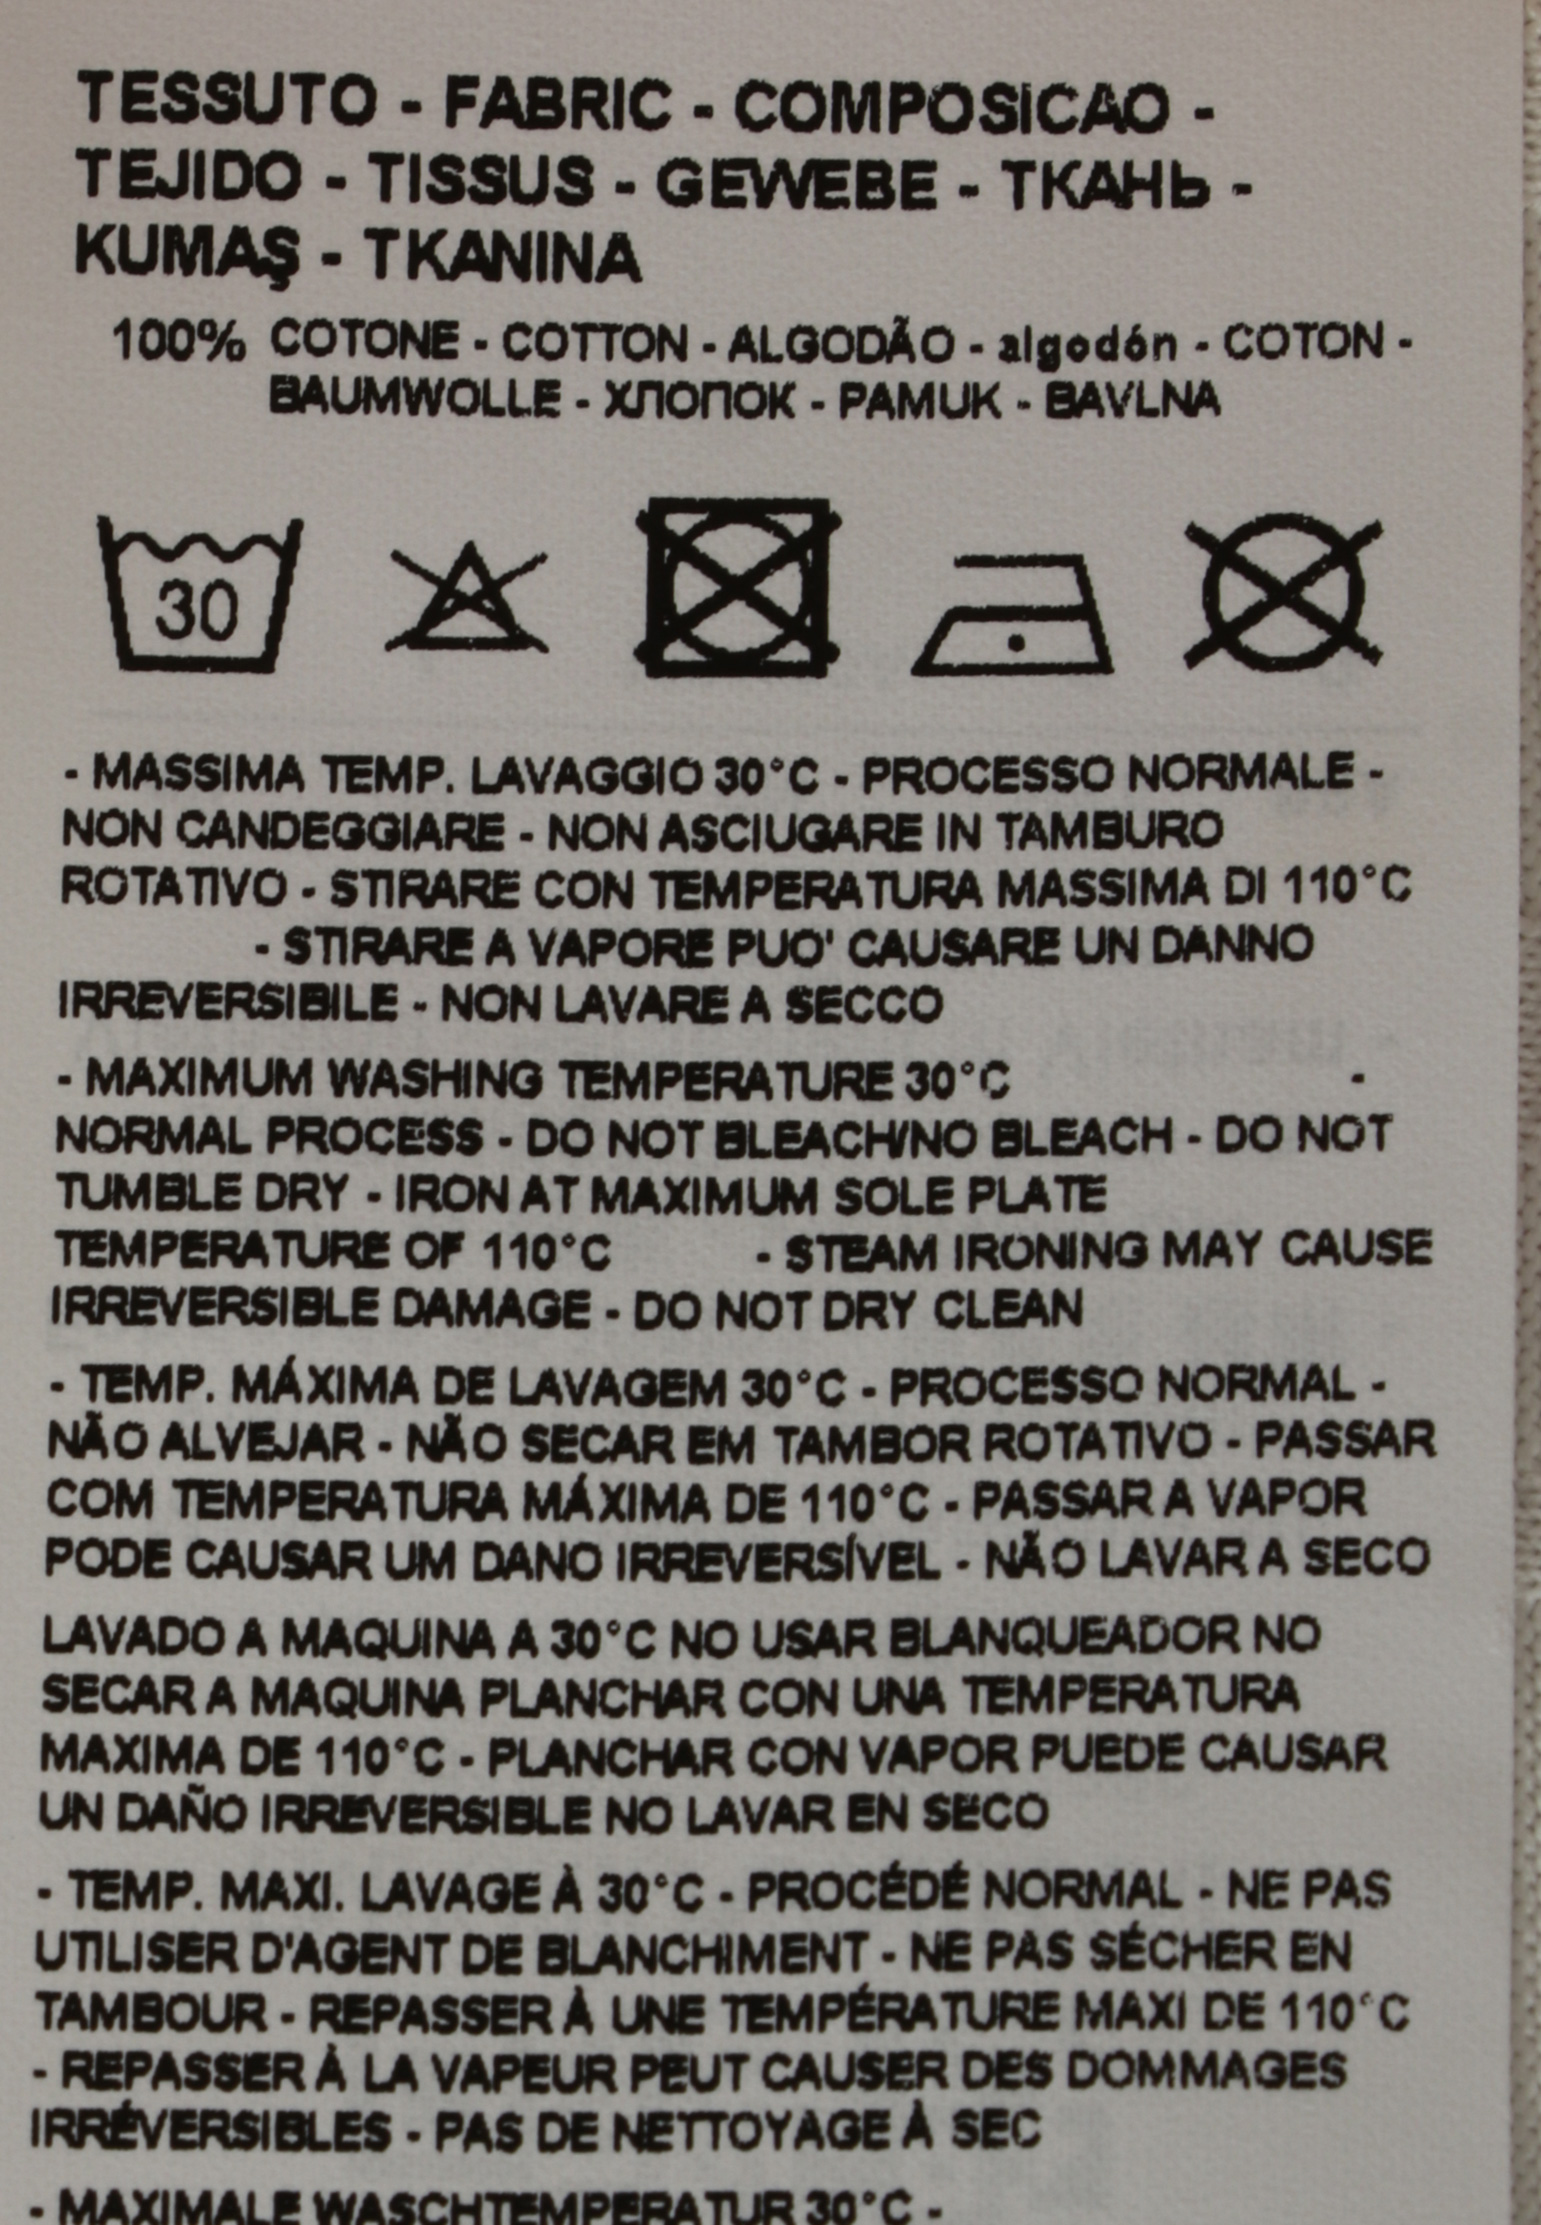 TESSUTO - FABRIC - COMPOSICAO -
TEJIDO - TISSUS - GEWEBE - ТКАНЬ -
KUMAŞ - TKANINA
100% COTONE - COTTON - ALGODÃO - algodón - COTON -
BAUMWOLLE - ХЛОПОК - PAMUK - BAVLNA
30
- MASSIMA TEMP. LAVAGGIO 30°C - PROCESSO NORMALE -
NON CANDEGGIARE - NON ASCIUGARE IN TAMBURO
ROTATIVO - STIRARE CON TEMPERATURA MASSIMA DI 110°C
- STIRARE A VAPORE PUO' CAUSARE UN DANNO
IRREVERSIBILE - NON LAVARE A SECCO
- MAXIMUM WASHING TEMPERATURE 30°C -
NORMAL PROCESS - DO NOT BLEACH/NO BLEACH - DO NOT
TUMBLE DRY - IRON AT MAXIMUM SOLE PLATE
TEMPERATURE OF 110°C - STEAM IRONING MAY CAUSE
IRREVERSIBLE DAMAGE - DO NOT DRY CLEAN
- TEMP. MÁXIMA DE LAVAGEM 30°C - PROCESSO NORMAL -
NÃO ALVEJAR - NÃO SECAR EM TAMBOR ROTATIVO - PASSAR
COM TEMPERATURA MÁXIMA DE 110°C - PASSAR A VAPOR
PODE CAUSAR UM DANO IRREVERSÍVEL - NÃO LAVAR A SECO
LAVADO A MAQUINA A 30°C NO USAR BLANQUEADOR NO
SECAR A MAQUINA PLANCHAR CON UNA TEMPERATURA
MAXIMA DE 110°C - PLANCHAR CON VAPOR PUEDE CAUSAR
UN DAÑO IRREVERSIBLE NO LAVAR EN SECO
- TEMP. MAXI. LAVAGE À 30°C - PROCÉDÉ NORMAL - NE PAS
UTILISER D'AGENT DE BLANCHIMENT - NE PAS SÉCHER EN
TAMBOUR - REPASSER À UNE TEMPÉRATURE MAXI DE 110°C
- REPASSER À LA VAPEUR PEUT CAUSER DES DOMMAGES
IRRÉVERSIBLES - PAS DE NETTOYAGE À SEC
- MAXIMALE WASCHTEMPERATUR 30°C -